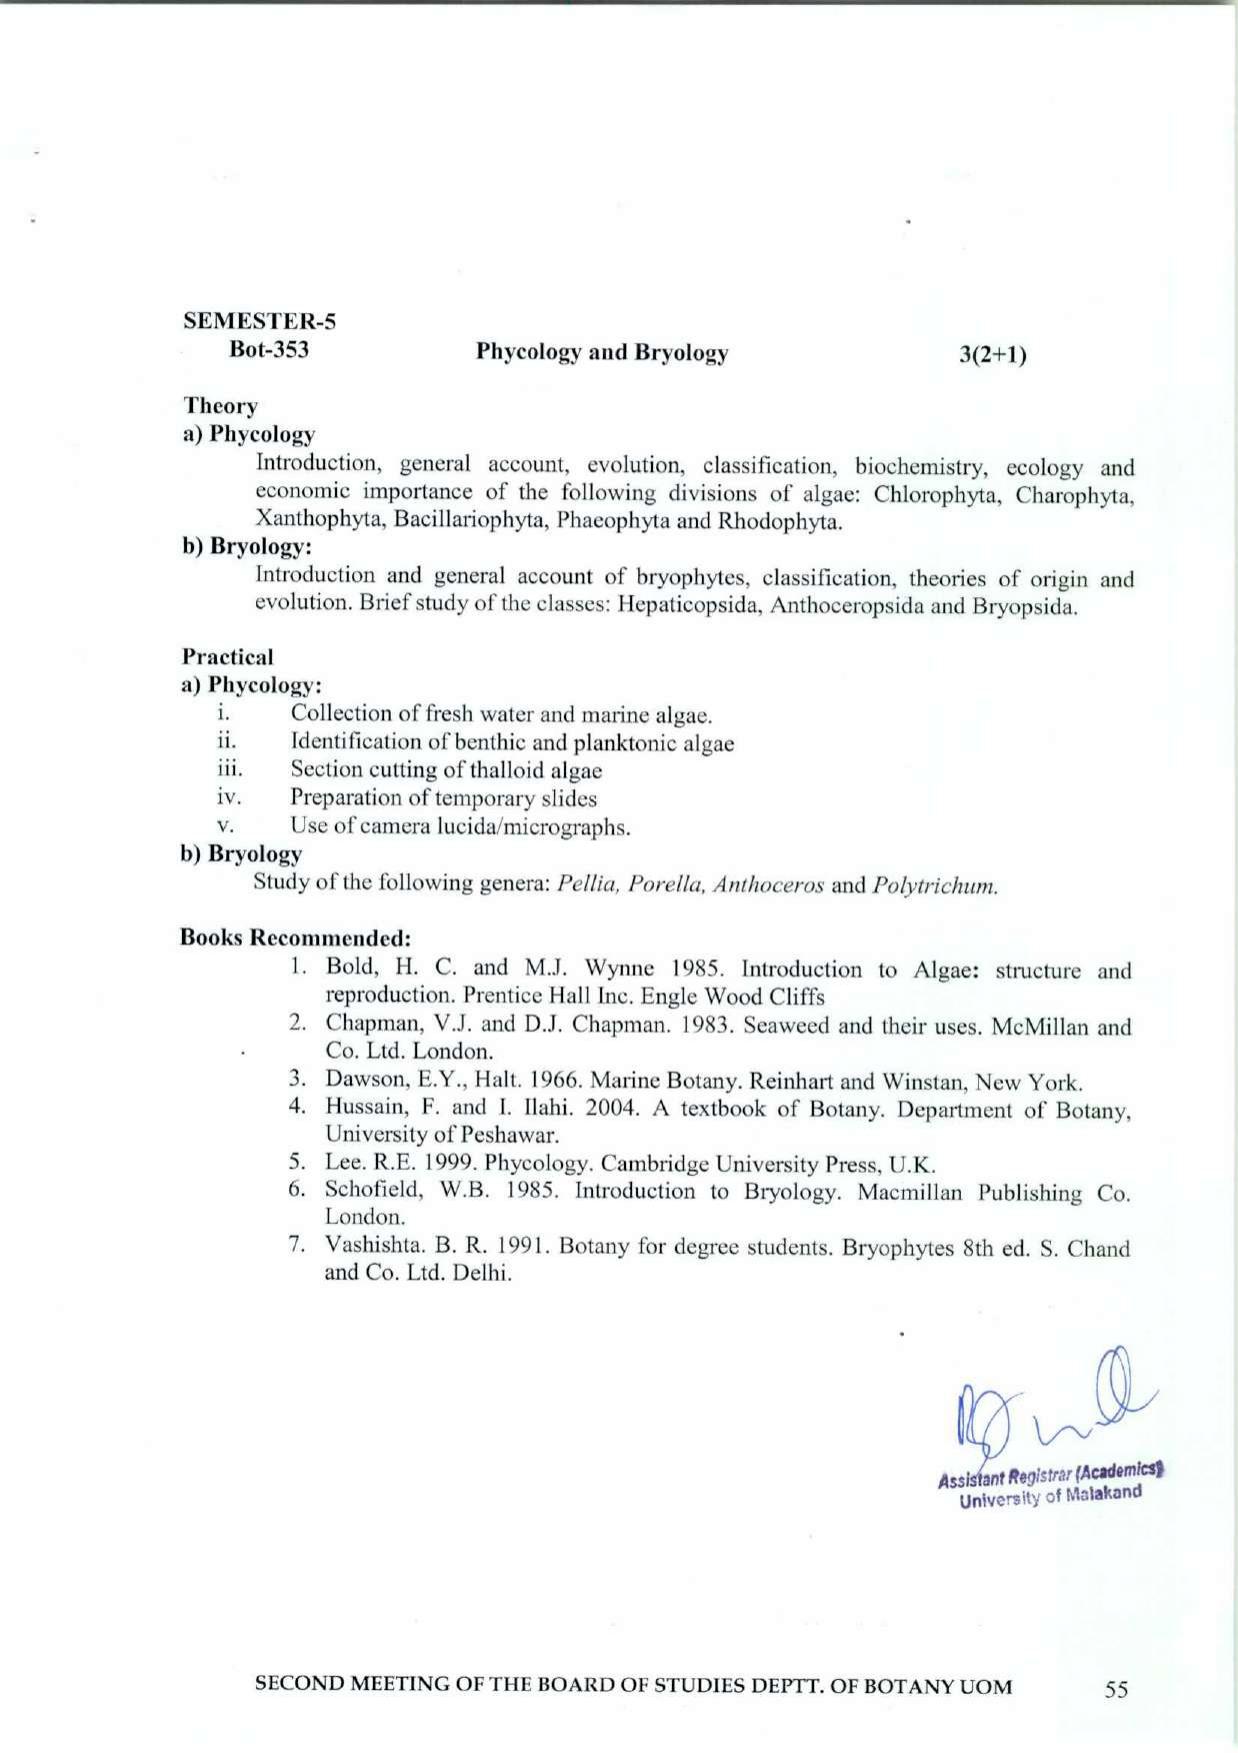 SEMESTER-5
Bot-353 Phycology and Bryology 3(2+1)
Theory
a) Phycology
Introduction, general account, evolution, classification, biochemistry, ecology and
economic importance of the following divisions of algae: Chlorophyta, Charophyta,
Xanthophyta, Bacillariophyta, Phaeophyta and Rhodophyta.
b) Bryology:
Introduction and general account of bryophytes, classification, theories of origin and
evolution. Brief study of the classes: Hepaticopsida, Anthoceropsida and Bryopsida.
Practical
a) Phycology:
i. Collection of fresh water and marine algae.
ii. Identification of benthic and planktonic algae
iii. Section cutting of thalloid algae
iv. Preparation of temporary slides
v. Use of camera lucida/micrographs.
b) Bryology
Study of the following genera: Pellia, Porella, Anthoceros and Polytrichum.
Books Recommended:
1. Bold, H. C. and M.J. Wynne 1985. Introduction to Algae: structure and
reproduction. Prentice Hall Inc. Engle Wood Cliffs
2. Chapman, V.J. and D.J. Chapman. 1983. Seaweed and their uses. McMillan and
Co. Ltd. London.
3. Dawson, E.Y., Halt. 1966. Marine Botany. Reinhart and Winstan, New York.
4. Hussain, F. and I. Ilahi. 2004. A textbook of Botany. Department of Botany,
University of Peshawar.
5. Lee. R.E. 1999. Phycology. Cambridge University Press, U.K.
6. Schofield, W.B. 1985. Introduction to Bryology. Macmillan Publishing Co.
London.
7. Vashishta. B. R. 1991. Botany for degree students. Bryophytes 8th ed. S. Chand
and Co. Ltd. Delhi.
Assistant Registrar (Academics)
University of Malakand
SECOND MEETING OF THE BOARD OF STUDIES DEPTT. OF BOTANY UOM 55